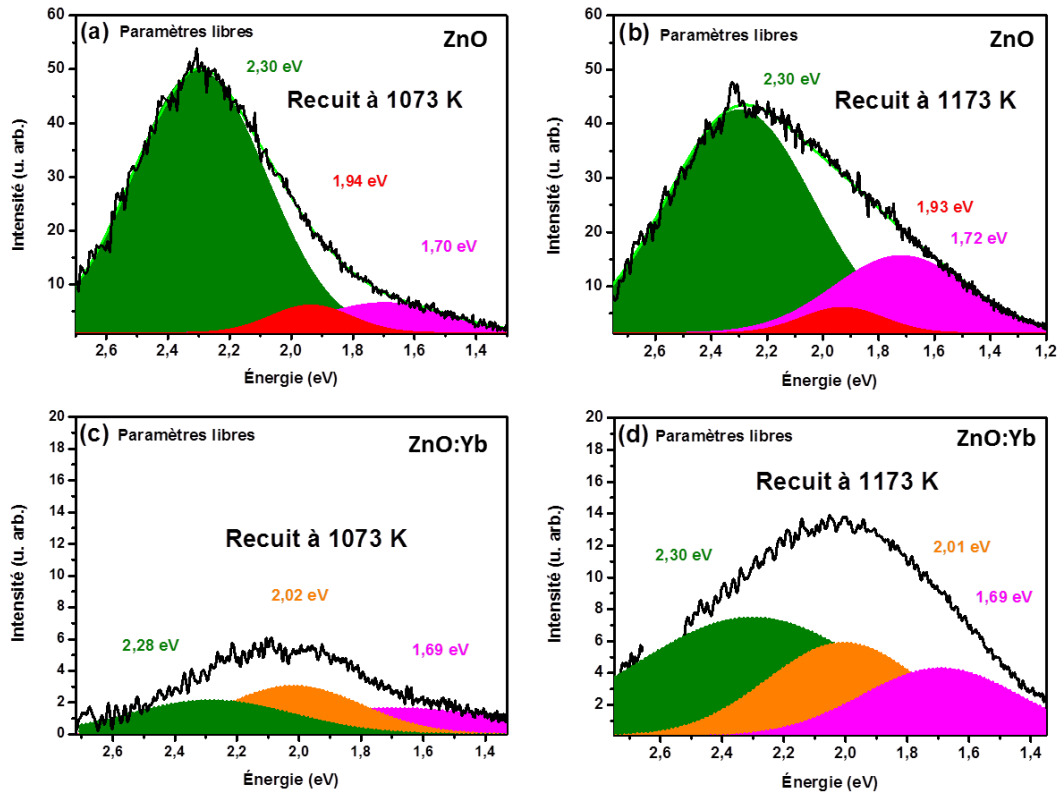 (a) Paramètres libres ZnO
2,30 eV
Recuit à 1073 K
1,94 eV
1,70 eV
Intensité (u. arb.)
60
50
40
30
20
10
2,6 2,4 2,2 2,0 1,8 1,6 1,4
Énergie (eV)
(b) Paramètres libres ZnO
2,30 eV
Recuit à 1173 K
1,93 eV
1,72 eV
Intensité (u. arb.)
60
50
40
30
20
10
2,6 2,4 2,2 2,0 1,8 1,6 1,4 1,2
Énergie (eV)
(c) Paramètres libres ZnO:Yb
Recuit à 1073 K
2,02 eV
2,28 eV
1,69 eV
Intensité (u. arb.)
20
18
16
14
12
10
8
6
4
2
0
2,6 2,4 2,2 2,0 1,8 1,6 1,4
Énergie (eV)
(d) Paramètres libres ZnO:Yb
Recuit à 1173 K
2,30 eV
2,01 eV
1,69 eV
Intensité (u. arb.)
20
18
16
14
12
10
8
6
4
2
2,6 2,4 2,2 2,0 1,8 1,6 1,4
Énergie (eV)